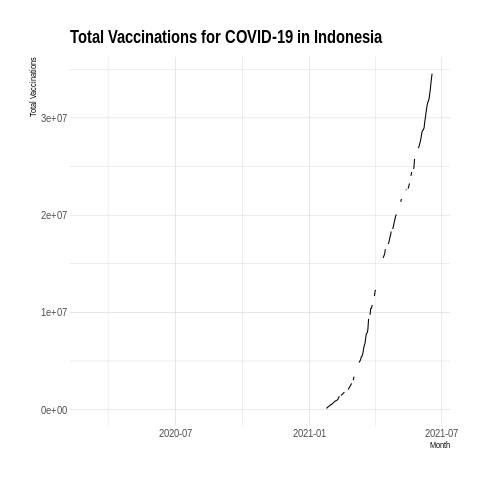 Total Vaccinations for COVID-19 in Indonesia
Total Vaccinations
3e+07
2e+07
1e+07
0e+00
2020-07
2021-01
2021-07
Month